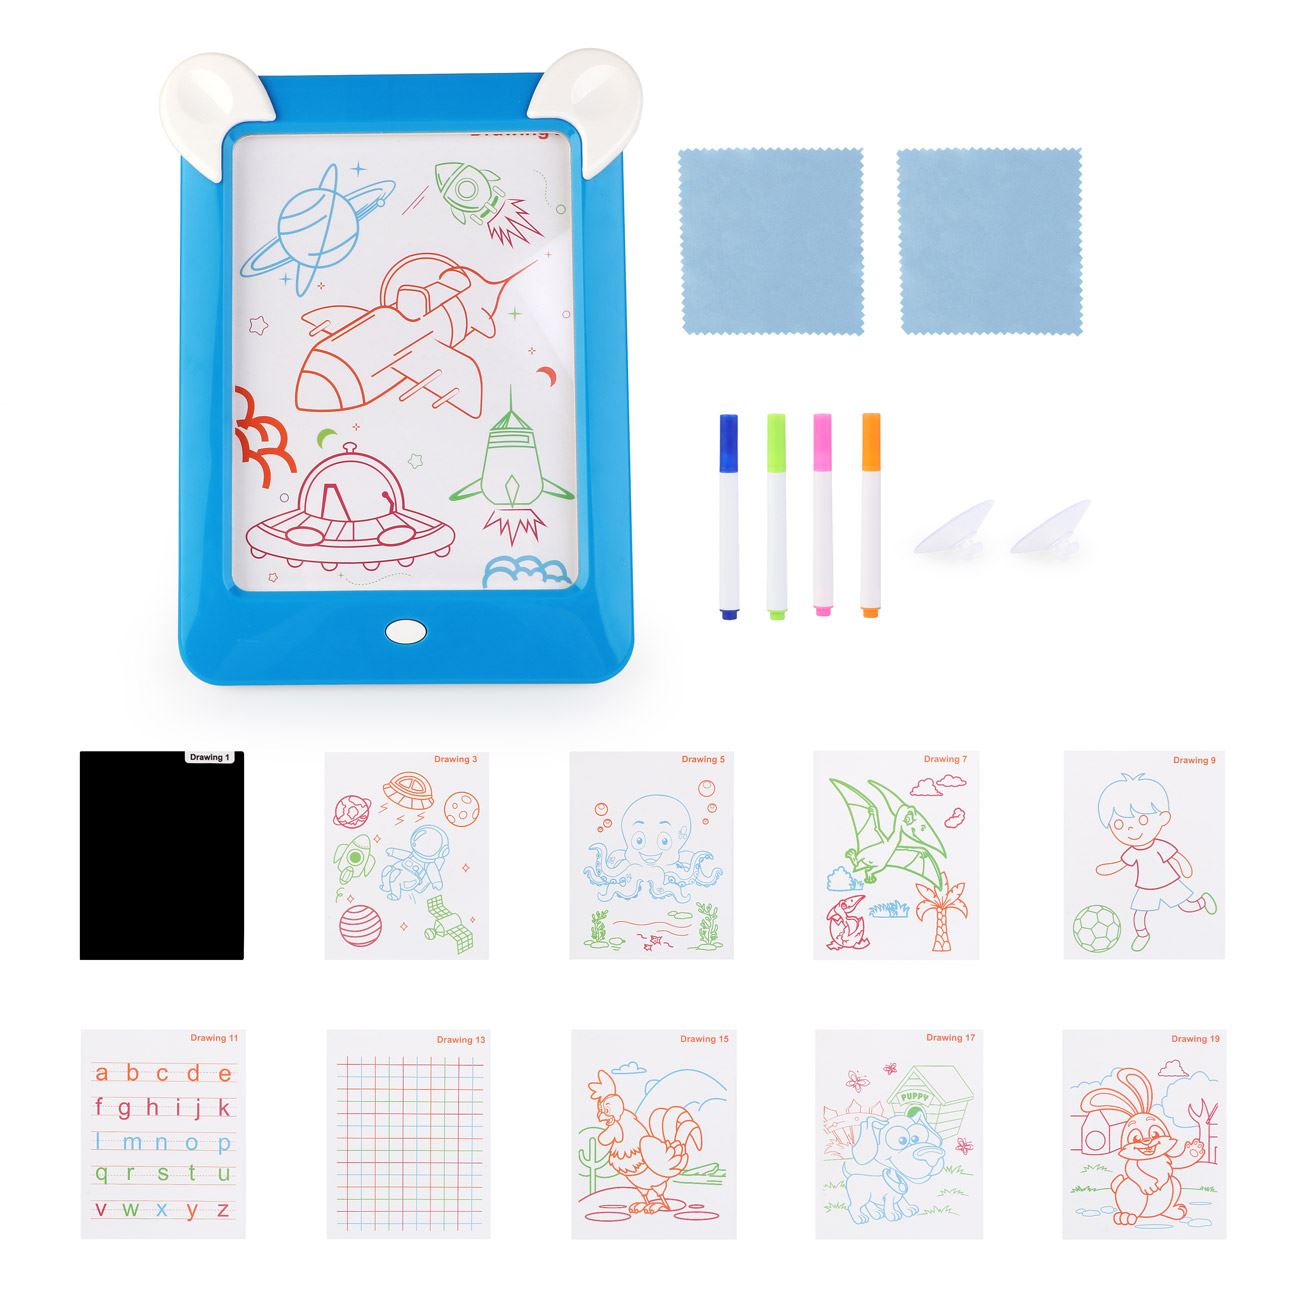 Drawing
Drawing 1
Drawing 3
Drawing 5
Drawing 7
Drawing 9
Drawing 11
a b c d e
f g h i j k
l m n o p
q r s t u
v w x y z
Drawing 13
Drawing 15
Drawing 17
PUPPY
Drawing 19